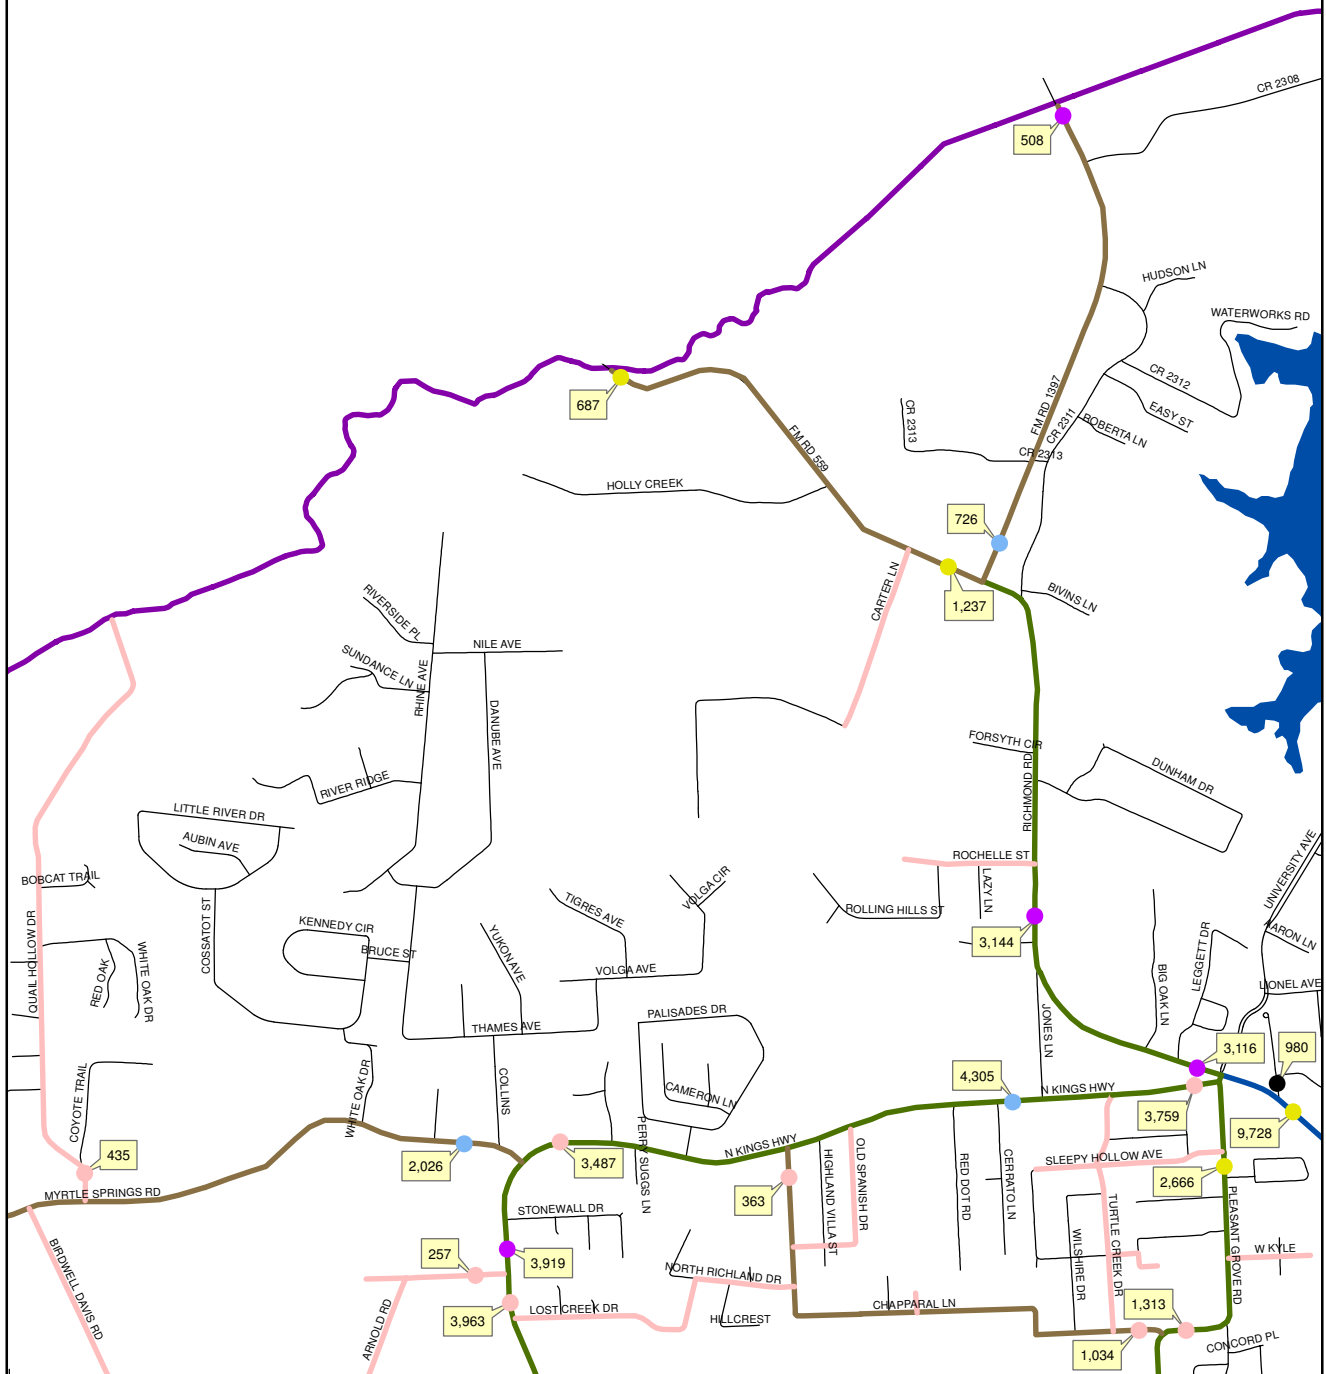 CR 2308
508
HUDSON LN
WATERWORKS RD
CR 2312
EASY ST
FM RD 1397
CR 2311
ROBERTA LN
687
CR 2313
FM RD 559
CR 2313
HOLLY CREEK
726
1,237
CARTER LN
BIVINS LN
RIVERSIDE PL
NILE AVE
SUNDANCE LN
RHINE AVE
DANUBE AVE
FORSYTH CIR
RICHMOND RD
DUNHAM DR
RIVER RIDGE
LITTLE RIVER DR
AUBIN AVE
ROCHELLE ST
UNIVERSITY AVE
BOBCAT TRAIL
LAZY LN
VOLGA CIR
TIGRES AVE
ROLLING HILLS ST
QUAIL HOLLOW DR
COSSATOT ST
KENNEDY CIR
BRUCE ST
YUKON AVE
3,144
KARON LN
LEGGETT DR
RED OAK
WHITE OAK DR
VOLGA AVE
BIG OAK LN
LIONEL AVE
PALISADES DR
THAMES AVE
JONES LN
3,116
980
4,305
N KINGS HWY
COYOTE TRAIL
WHITE OAK DR
COLLINS
CAMERON LN
3,759
9,728
PERRY SUGGS LN
N KINGS HWY
435
2,026
3,487
SLEEPY HOLLOW AVE
2,666
MYRTLE SPRINGS RD
363
HIGHLAND VILLA ST
OLD SPANISH DR
RED DOT RD
CERRATO LN
STONEWALL DR
TURTLE CREEK DR
PLEASANT GROVE RD
WILSHIRE DR
W KYLE
BIRDWELL DAVIS RD
257
3,919
NORTH RICHLAND DR
3,963
LOST CREEK DR
CHAPPARAL LN
1,313
HILLCREST
ARNOLD RD
1,034
CONCORD PL